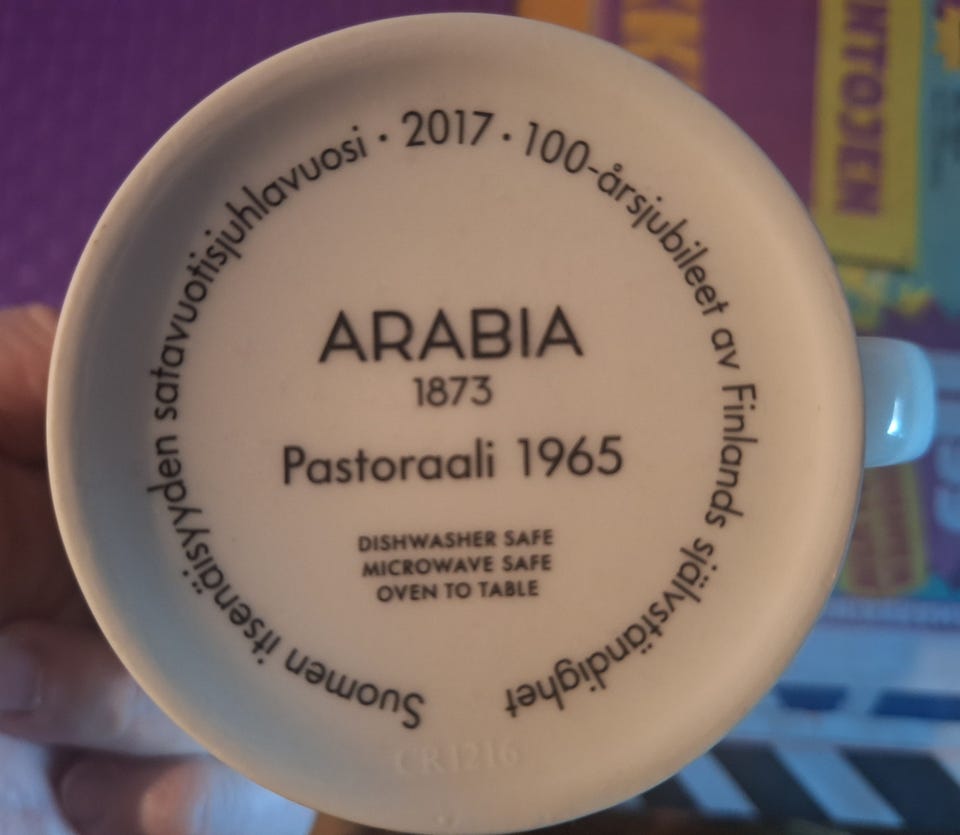 Suomen itsenäisyyden satavuotisjuhlavuosi • 2017 • 100-årsjubileet av Finlands självständighet
ARABIA
1873
Pastoraali 1965
DISHWASHER SAFE
MICROWAVE SAFE
OVEN TO TABLE
CR1216